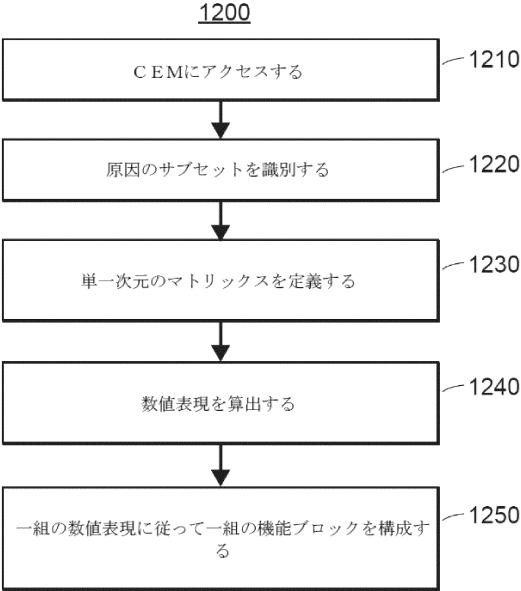 1200
ＣＥＭにアクセスする
1210
原因のサブセットを識別する
1220
単一次元のマトリックスを定義する
1230
数値表現を算出する
1240
一組の数値表現に従って一組の機能ブロックを構成す
る
1250